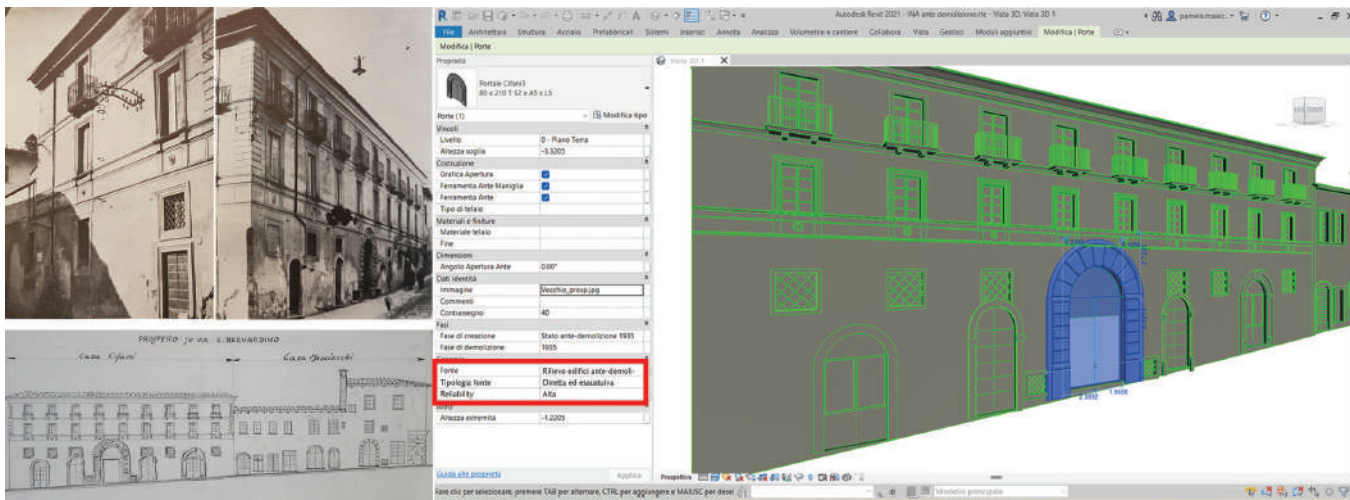 PROSPETTO SU VIA S. BERNARDINO
Casa Cifani
Autodesk Revit 2021 - INA ante demolizione.rte - Vista 3D: Vista 3D 1
File Architettura Struttura Acciaio Prefabbricati Sistemi Inserisci Annota Analizza Volumetrie e cantiere Collabora Vista Gestisci Moduli aggiuntivi Modifica | Porte
Modifica | Porte
Proprietà
Vista 3D 1
Portale Cifani3
80 x 210 T S2 x A5 x L5
Porte (1)
Modifica tipo
Vincoli
Livello 0 - Piano Terra
Altezza soglia -3.3205
Costruzione
Grafica Apertura
Ferramenta Ante Maniglia
Ferramenta Ante
Tipo di telaio
Materiali e finiture
Materiale telaio
Fine
Dimensioni
Angolo Apertura Ante 0.00°
Dati identità
Immagine Vecchio_prosp.jpg
Commenti
Contrassegno 40
Fasi
Fase di creazione Stato ante-demolizione 1935
Fase di demolizione 1935
Fonte Rilievo edifici ante-demoli-
Tipologia fonte Diretta ed esaustiva
Reliability Alta
Altezza estremità -1.2205
Guida alle proprietà
Applica
Prospettiva
Fare clic per selezionare, premere TAB per alternare, CTRL per aggiungere e MAIUSC per desel
Modello principale